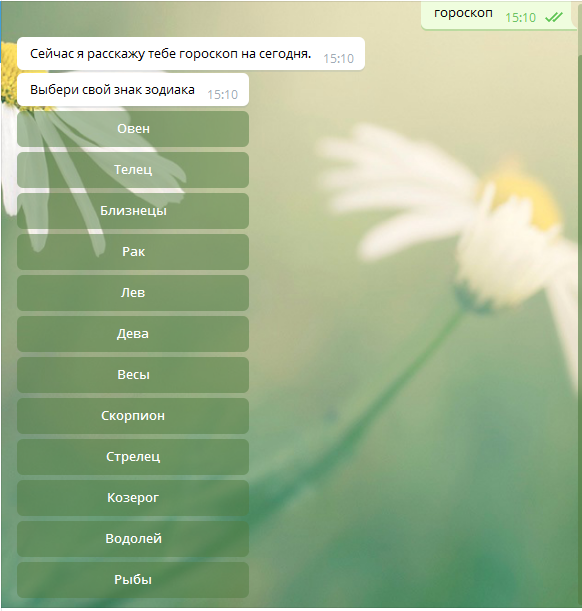 гороскоп 15:10
Сейчас я расскажу тебе гороскоп на сегодня. 15:10
Выбери свой знак зодиака 15:10
Овен
Телец
Близнецы
Рак
Лев
Дева
Весы
Скорпион
Стрелец
Козерог
Водолей
Рыбы